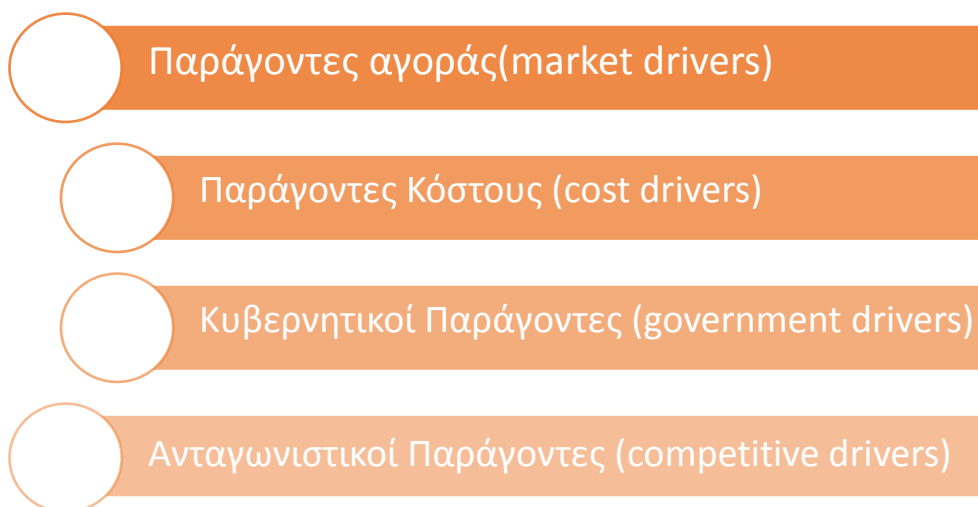 Παράγοντες αγοράς(market drivers)
Παράγοντες Κόστους (cost drivers)
Κυβερνητικοί Παράγοντες (government drivers)
Ανταγωνιστικοί Παράγοντες (competitive drivers)